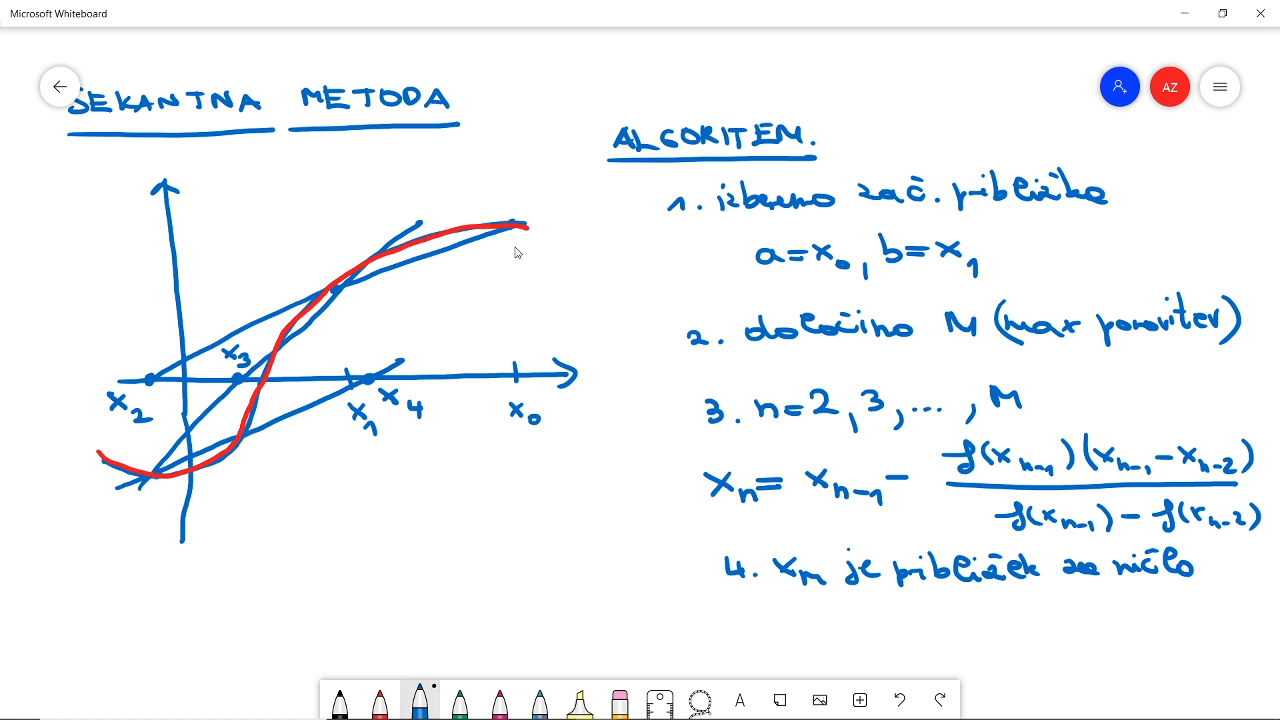 Microsoft Whiteboard
AZ
SEKANTNA METODA
ALGORITEM.
1. izberemo zač. približka
a=x₀, b=x₁
2. določimo M (max ponovitev)
3. n=2,3,...,M
xₙ = xₙ₋₁ - f(xₙ₋₁)(xₙ₋₁-xₙ₋₂) / f(xₙ₋₁) - f(xₙ₋₂)
4. xₘ je približek za ničlo
x₃
x₂ x₁ x₄ x₀
A